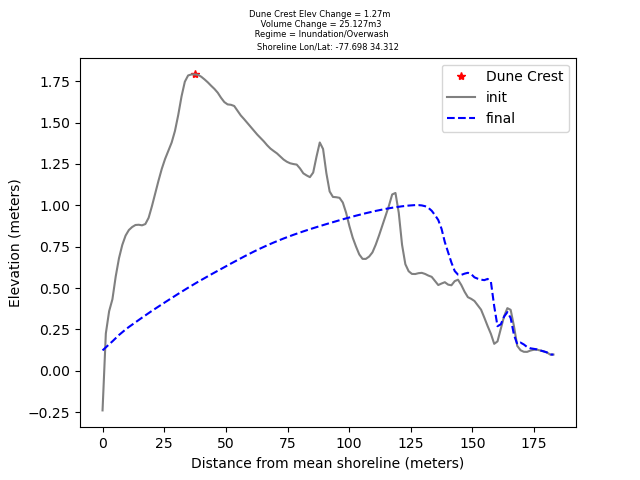 Dune Crest Elev Change = 1.27m
Volume Change = 25.127m3
Regime = Inundation/Overwash
Shoreline Lon/Lat: -77.698 34.312
Dune Crest
init
final
Elevation (meters)
1.75
1.50
1.25
1.00
0.75
0.50
0.25
0.00
−0.25
0 25 50 75 100 125 150 175
Distance from mean shoreline (meters)